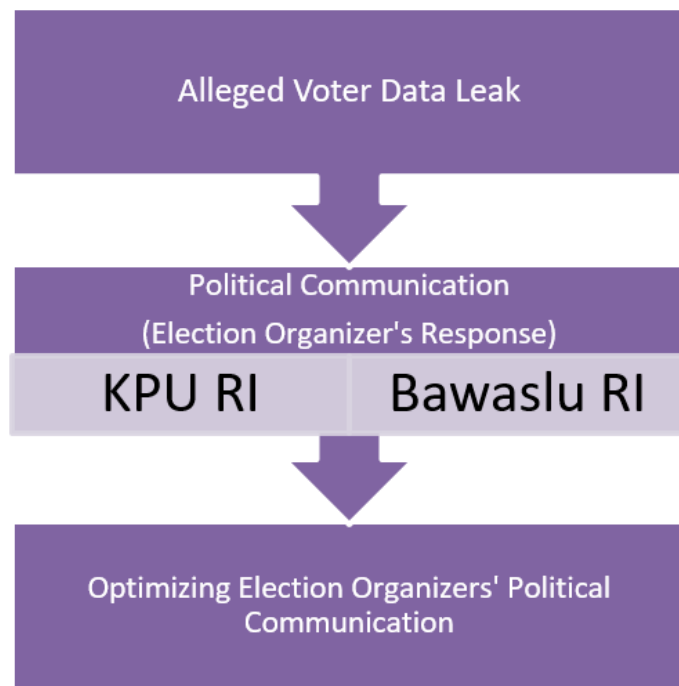 Alleged Voter Data Leak
Political Communication
(Election Organizer's Response)
KPU RI
Bawaslu RI
Optimizing Election Organizers' Political
Communication